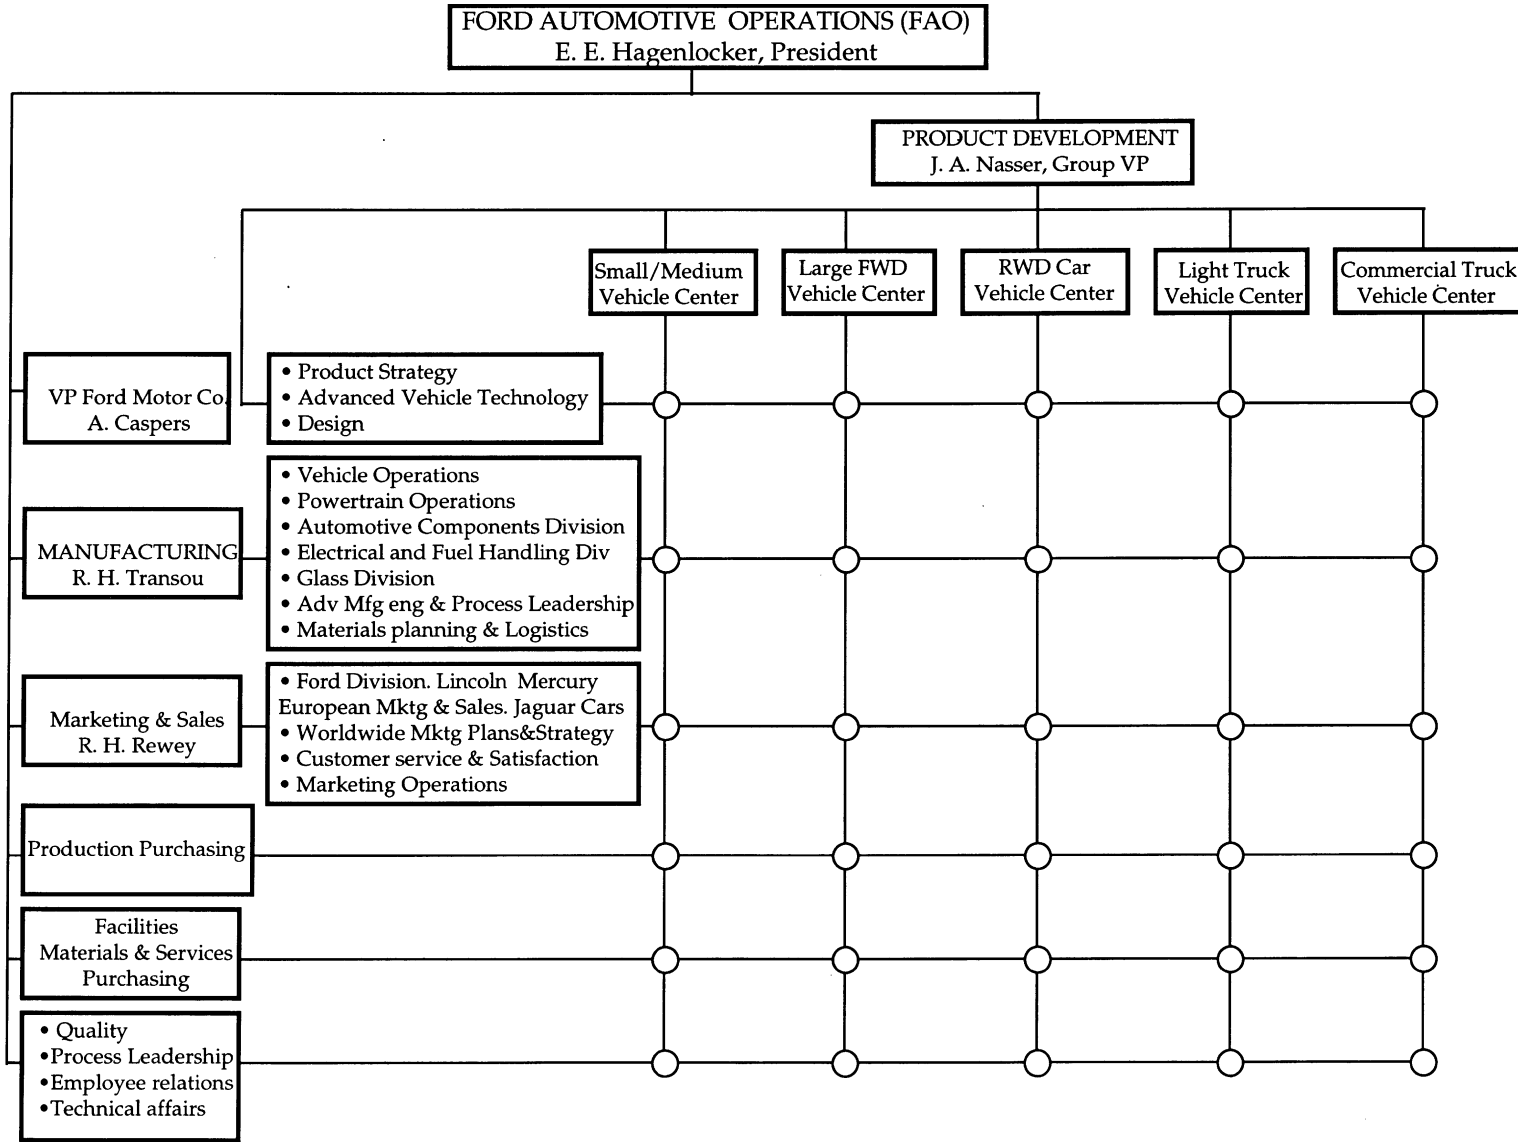 FORD AUTOMOTIVE OPERATIONS (FAO)
E. E. Hagenlocker, President
PRODUCT DEVELOPMENT
J. A. Nasser, Group VP
Small/Medium
Vehicle Center
Large FWD
Vehicle Center
RWD Car
Vehicle Center
Light Truck
Vehicle Center
Commercial Truck
Vehicle Center
VP Ford Motor Co.
A. Caspers
• Product Strategy
• Advanced Vehicle Technology
• Design
MANUFACTURING
R. H. Transou
• Vehicle Operations
• Powertrain Operations
• Automotive Components Division
• Electrical and Fuel Handling Div
• Glass Division
• Adv Mfg eng & Process Leadership
• Materials planning & Logistics
Marketing & Sales
R. H. Rewey
• Ford Division. Lincoln Mercury
European Mktg & Sales. Jaguar Cars
• Worldwide Mktg Plans&Strategy
• Customer service & Satisfaction
• Marketing Operations
Production Purchasing
Facilities
Materials & Services
Purchasing
• Quality
•Process Leadership
•Employee relations
•Technical affairs